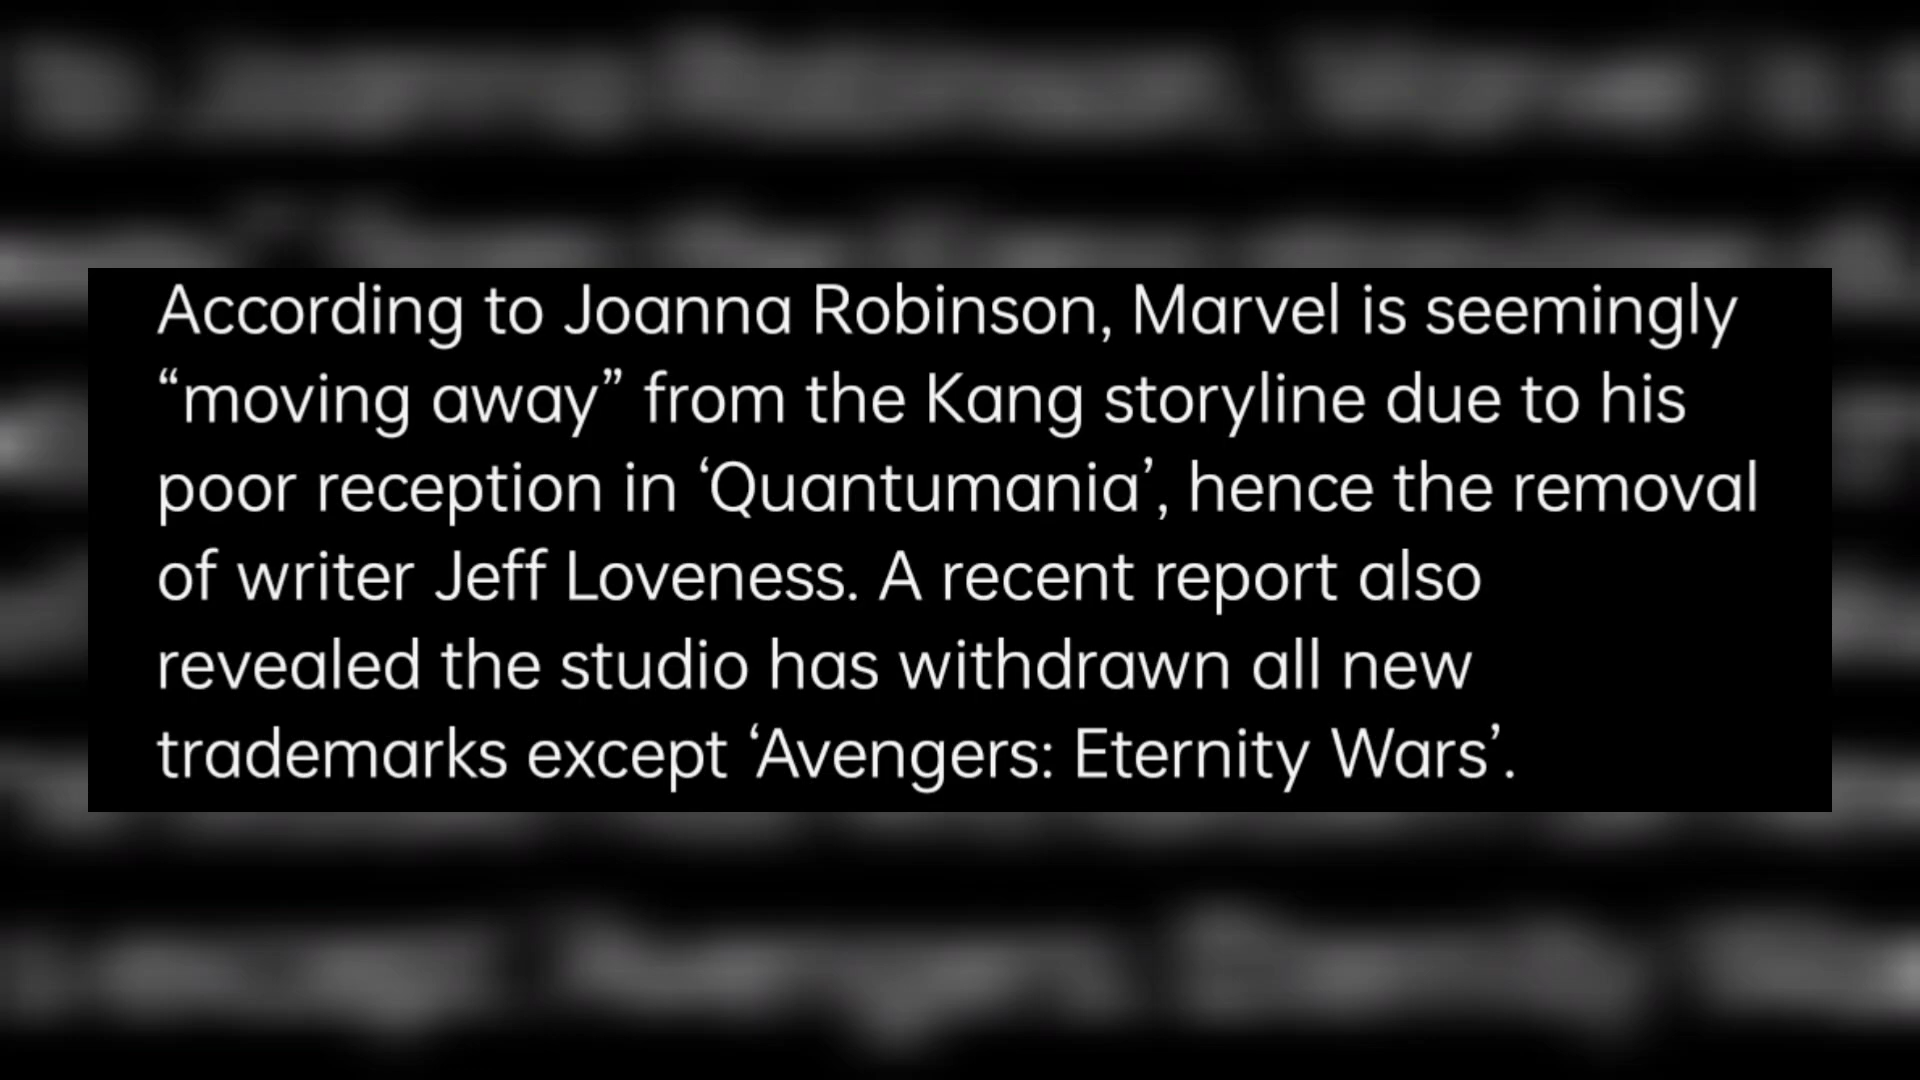 According to Joanna Robinson, Marvel is seemingly
“moving away” from the Kang storyline due to his
poor reception in ‘Quantumania’, hence the removal
of writer Jeff Loveness. A recent report also
revealed the studio has withdrawn all new
trademarks except ‘Avengers: Eternity Wars’.